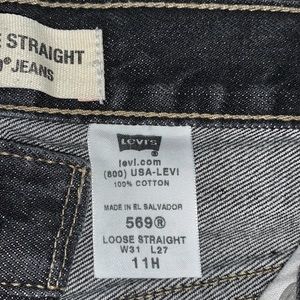 E STRAIGHT
® JEANS
LEVI'S
®
levi.com
(800) USA-LEVI
100% COTTON
MADE IN EL SALVADOR
569®
LOOSE STRAIGHT
W31 L27
11H